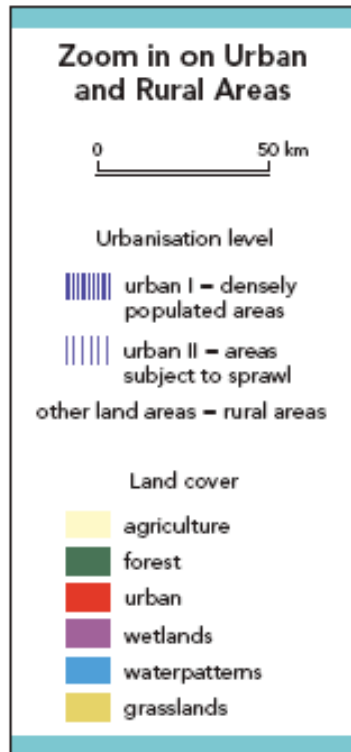 Zoom in on Urban
and Rural Areas
0 50 km
Urbanisation level
urban I – densely
populated areas
urban II – areas
subject to sprawl
other land areas – rural areas
Land cover
agriculture
forest
urban
wetlands
waterpatterns
grasslands